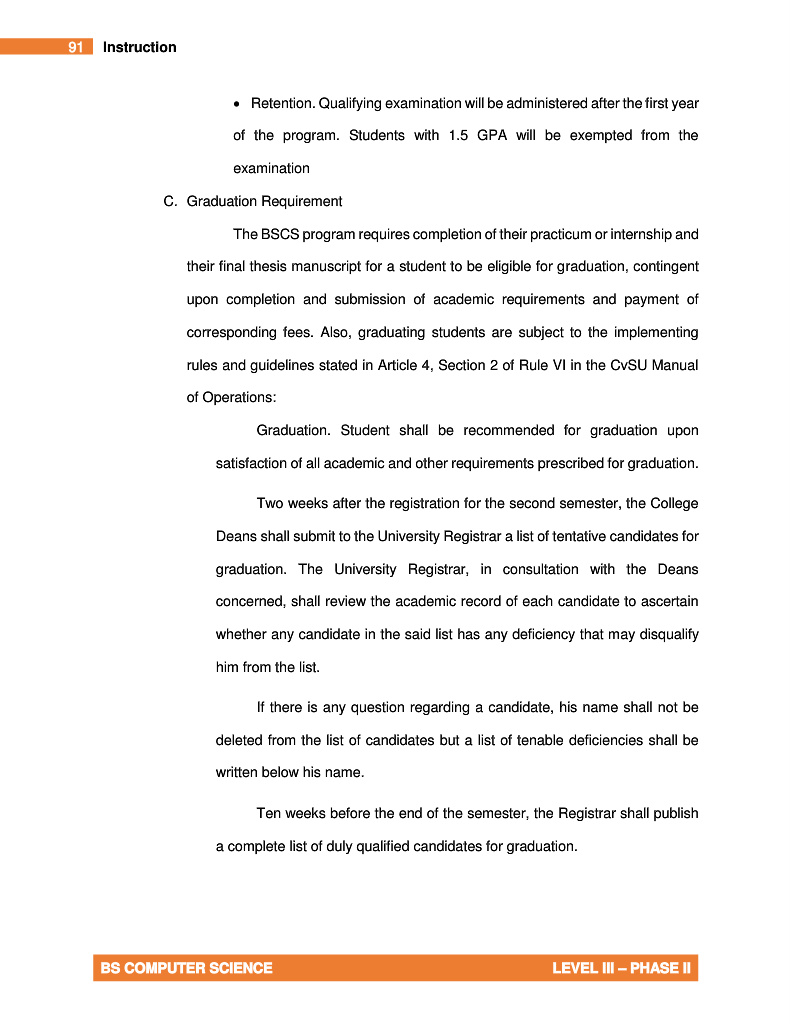 91 Instruction
• Retention. Qualifying examination will be administered after the first year
of the program. Students with 1.5 GPA will be exempted from the
examination
C. Graduation Requirement
The BSCS program requires completion of their practicum or internship and
their final thesis manuscript for a student to be eligible for graduation, contingent
upon completion and submission of academic requirements and payment of
corresponding fees. Also, graduating students are subject to the implementing
rules and guidelines stated in Article 4, Section 2 of Rule VI in the CvSU Manual
of Operations:
Graduation. Student shall be recommended for graduation upon
satisfaction of all academic and other requirements prescribed for graduation.
Two weeks after the registration for the second semester, the College
Deans shall submit to the University Registrar a list of tentative candidates for
graduation. The University Registrar, in consultation with the Deans
concerned, shall review the academic record of each candidate to ascertain
whether any candidate in the said list has any deficiency that may disqualify
him from the list.
If there is any question regarding a candidate, his name shall not be
deleted from the list of candidates but a list of tenable deficiencies shall be
written below his name.
Ten weeks before the end of the semester, the Registrar shall publish
a complete list of duly qualified candidates for graduation.
BS COMPUTER SCIENCE LEVEL III – PHASE II